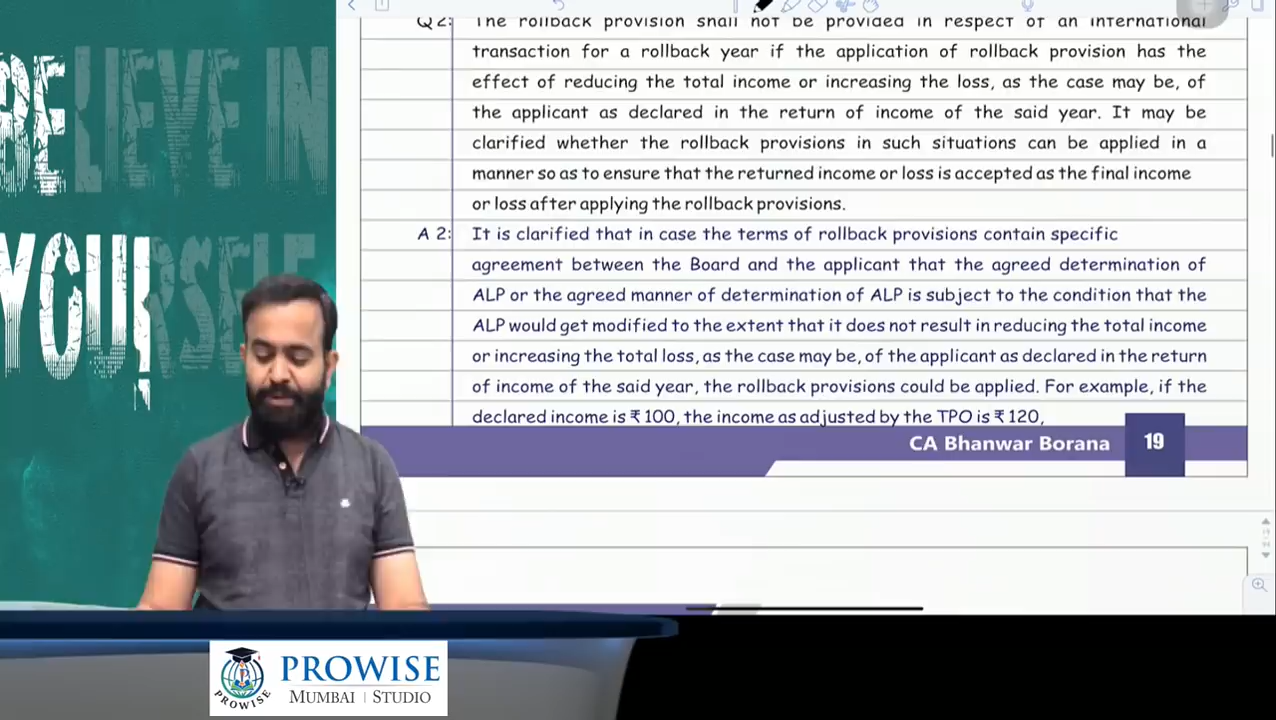 BELIEVE IN
YOURSELF
Q 2: The rollback provision shall not be provided in respect of an international
transaction for a rollback year if the application of rollback provision has the
effect of reducing the total income or increasing the loss, as the case may be, of
the applicant as declared in the return of income of the said year. It may be
clarified whether the rollback provisions in such situations can be applied in a
manner so as to ensure that the returned income or loss is accepted as the final income
or loss after applying the rollback provisions.
A 2: It is clarified that in case the terms of rollback provisions contain specific
agreement between the Board and the applicant that the agreed determination of
ALP or the agreed manner of determination of ALP is subject to the condition that the
ALP would get modified to the extent that it does not result in reducing the total income
or increasing the total loss, as the case may be, of the applicant as declared in the return
of income of the said year, the rollback provisions could be applied. For example, if the
declared income is ₹ 100, the income as adjusted by the TPO is ₹ 120,
CA Bhanwar Borana 19
PROWISE
PROWISE
MUMBAI | STUDIO